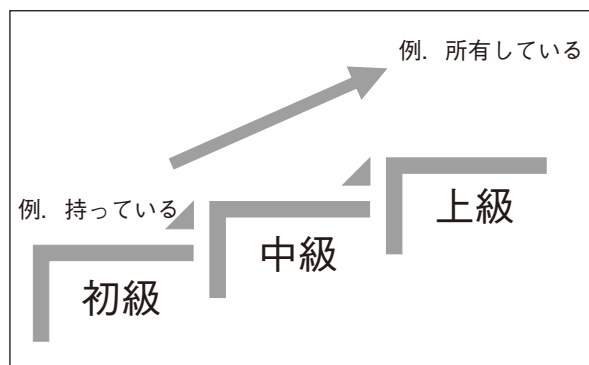 例．所有している
例．持っている
上級
中級
初級